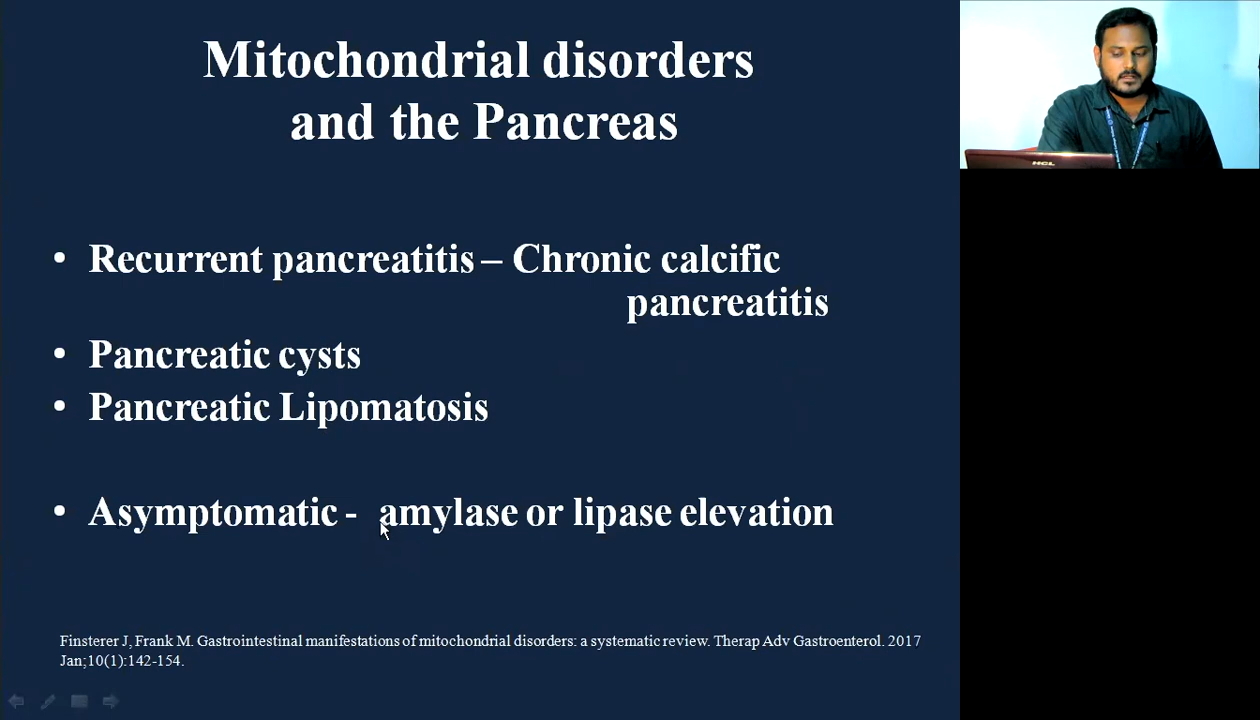 Mitochondrial disorders
and the Pancreas
• Recurrent pancreatitis – Chronic calcific
pancreatitis
• Pancreatic cysts
• Pancreatic Lipomatosis
• Asymptomatic - amylase or lipase elevation
Finsterer J, Frank M. Gastrointestinal manifestations of mitochondrial disorders: a systematic review. Therap Adv Gastroenterol. 2017
Jan;10(1):142-154.
HCL